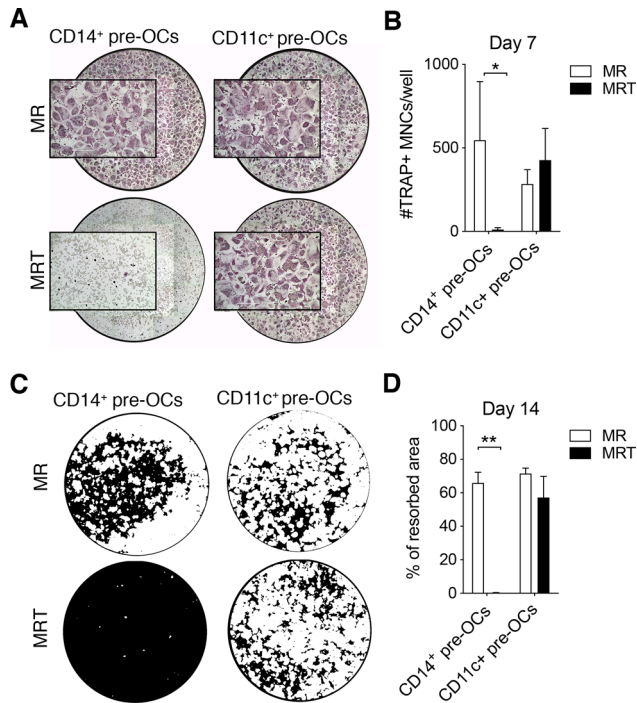 A
CD14⁺ pre-OCs
CD11c⁺ pre-OCs
MR
MRT
B
Day 7
MR
MRT
*
#TRAP+ MNCs/well
1000
500
0
CD14⁺ pre-OCs
CD11c+ pre-OCs
C
CD14⁺ pre-OCs
CD11c⁺ pre-OCs
MR
MRT
D
Day 14
MR
MRT
**
% of resorbed area
100
80
60
40
20
0
CD14⁺ pre-OCs
CD11c+ pre-OCs